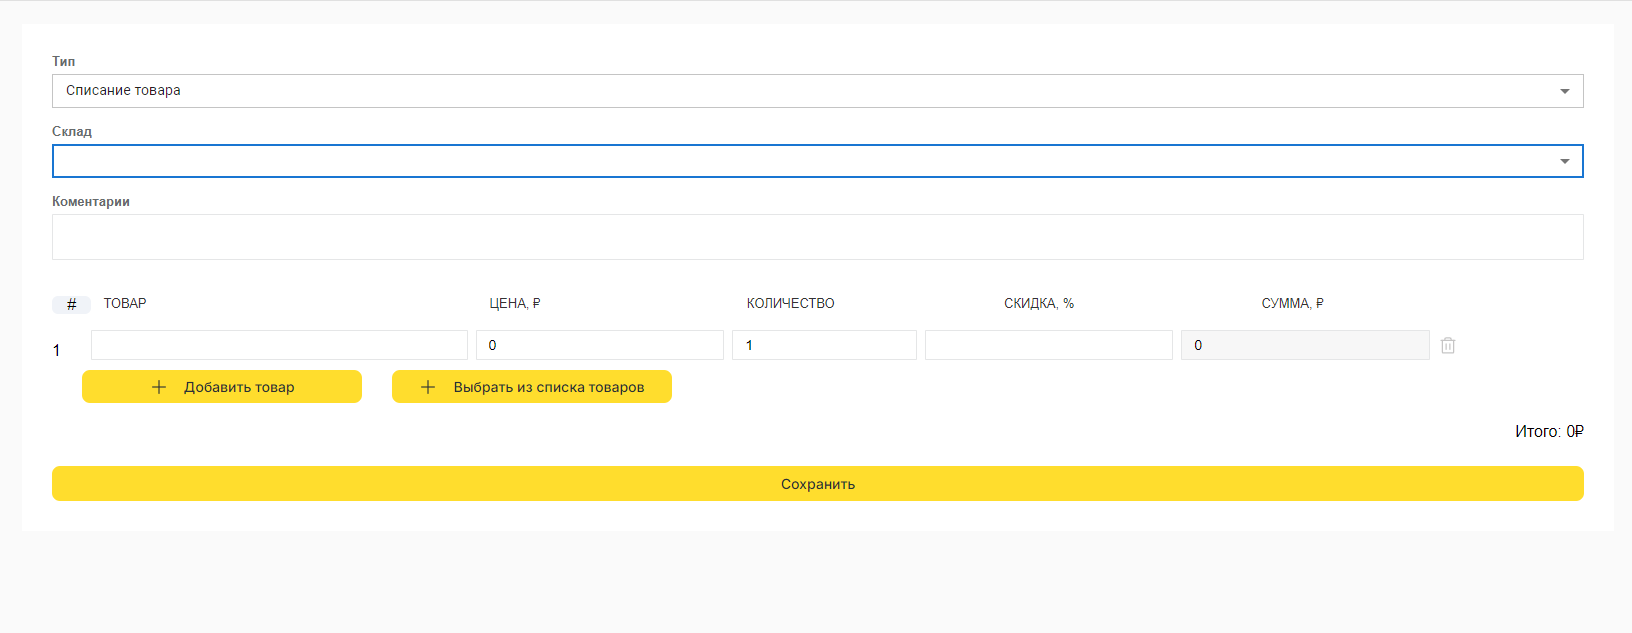 Тип
Списание товара
Склад
Коментарии
# ТОВАР ЦЕНА, ₽ КОЛИЧЕСТВО СКИДКА, % СУММА, ₽
1 0 1 0
Добавить товар Выбрать из списка товаров
Итого: 0₽
Сохранить